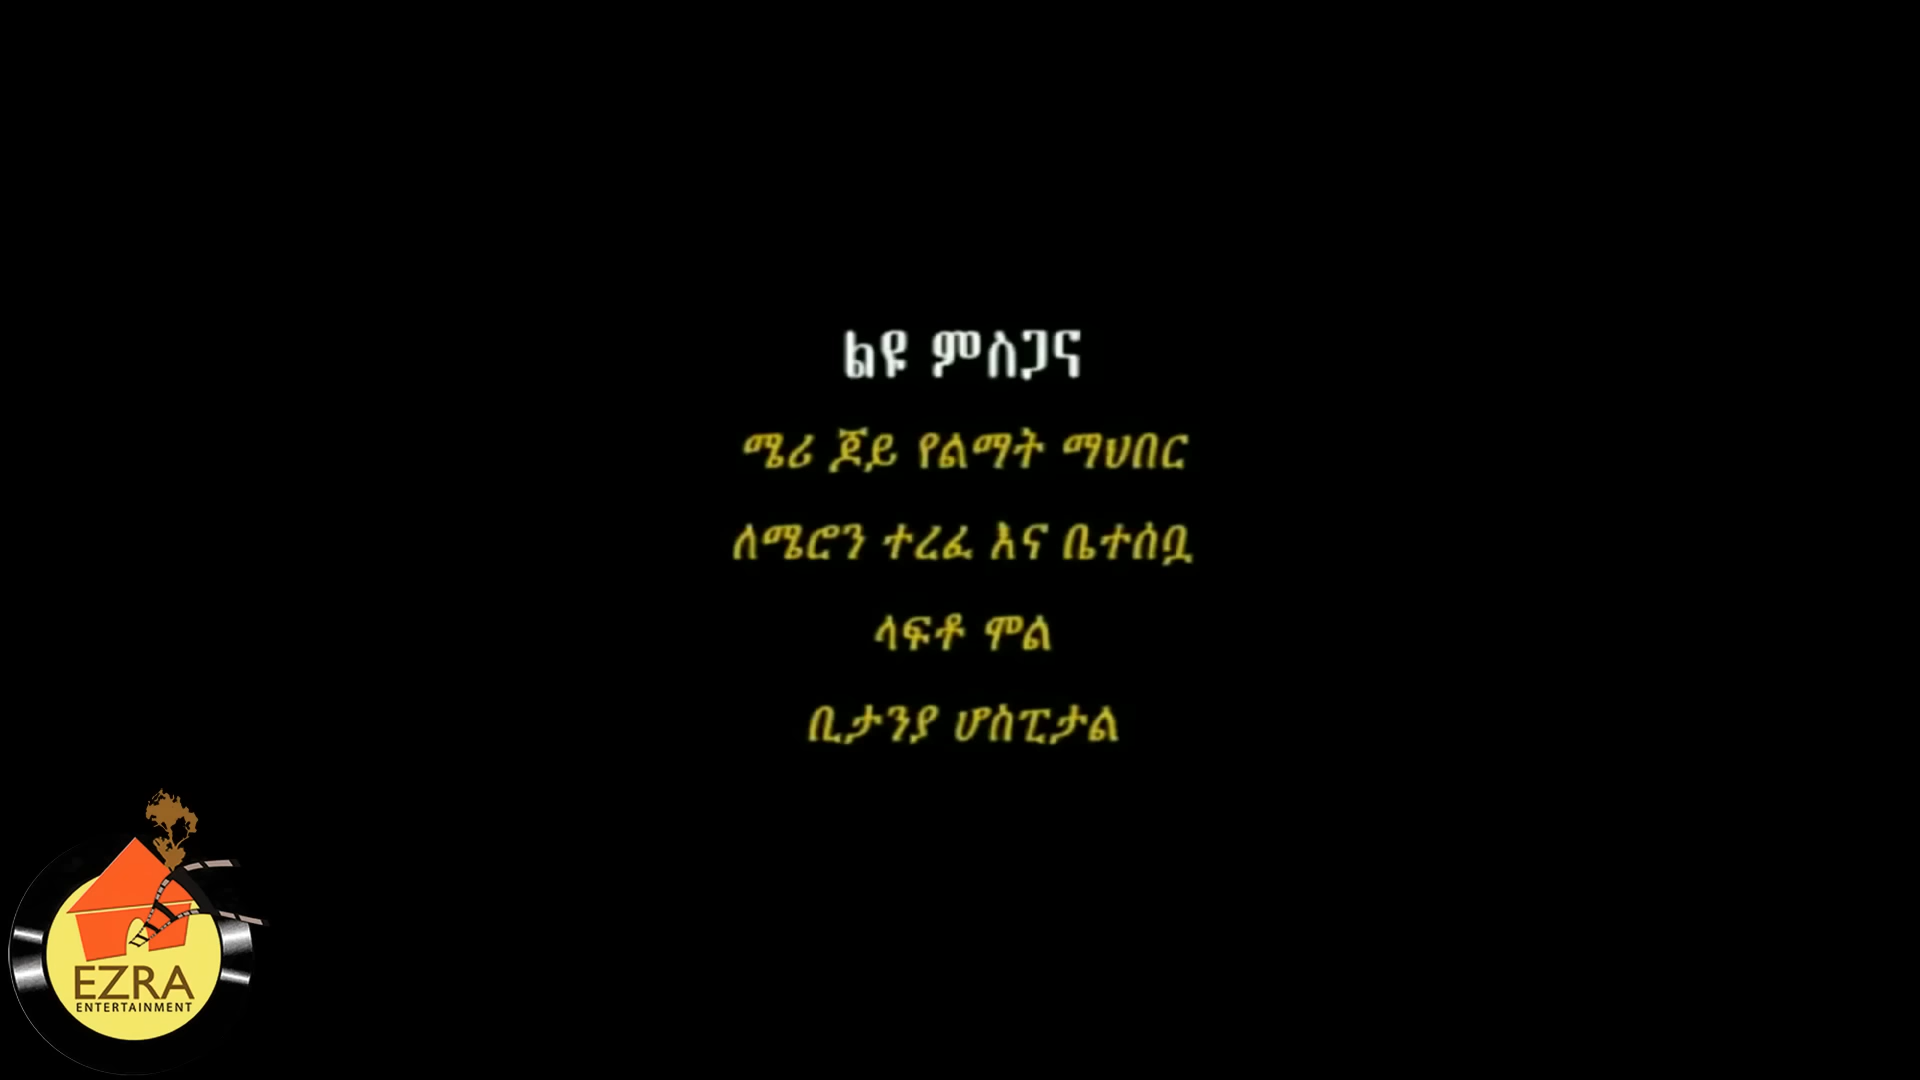 ልዩ ምስጋና
ሜሪ ጆይ የልማት ማህበር
ለሜሮን ተረፈ እና ቤተሰቧ
ላፍቶ ሞል
ቢታንያ ሆስፒታል
EZRA
ENTERTAINMENT